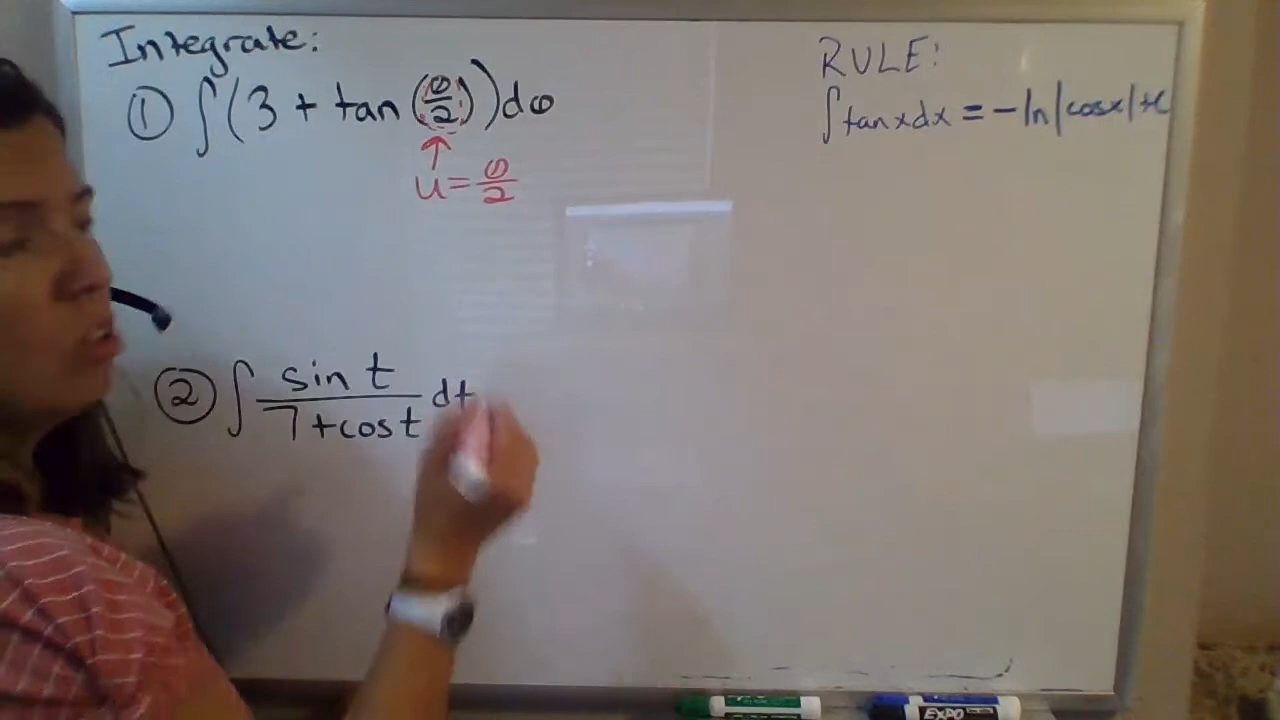 Integrate:
① ∫(3 + tan(θ/2))dθ
↑
u = θ/2
② ∫ sin t / 7 + cos t dt
RULE:
∫tan x dx = -ln|cos x| + c
EXPO